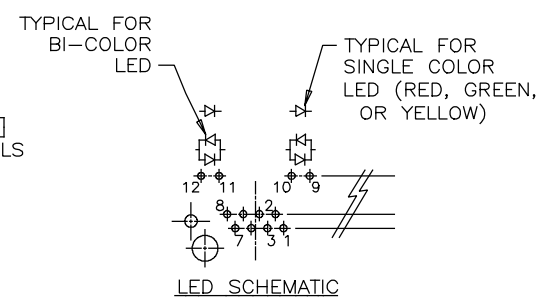 TYPICAL FOR
BI-COLOR
LED
TYPICAL FOR
SINGLE COLOR
LED (RED, GREEN,
OR YELLOW)
]
LS
12 11 10 9
8 2
7 3 1
LED SCHEMATIC